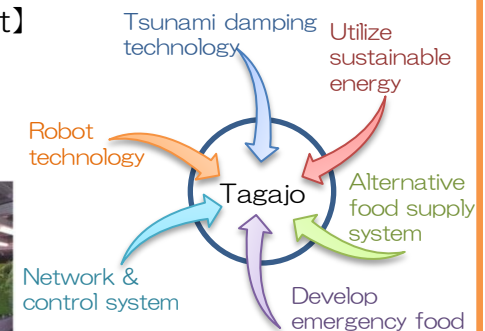 t】
Tsunami damping
technology
Utilize
sustainable
energy
Robot
technology
Tagajo
Alternative
food supply
system
Network &
control system
Develop
emergency food